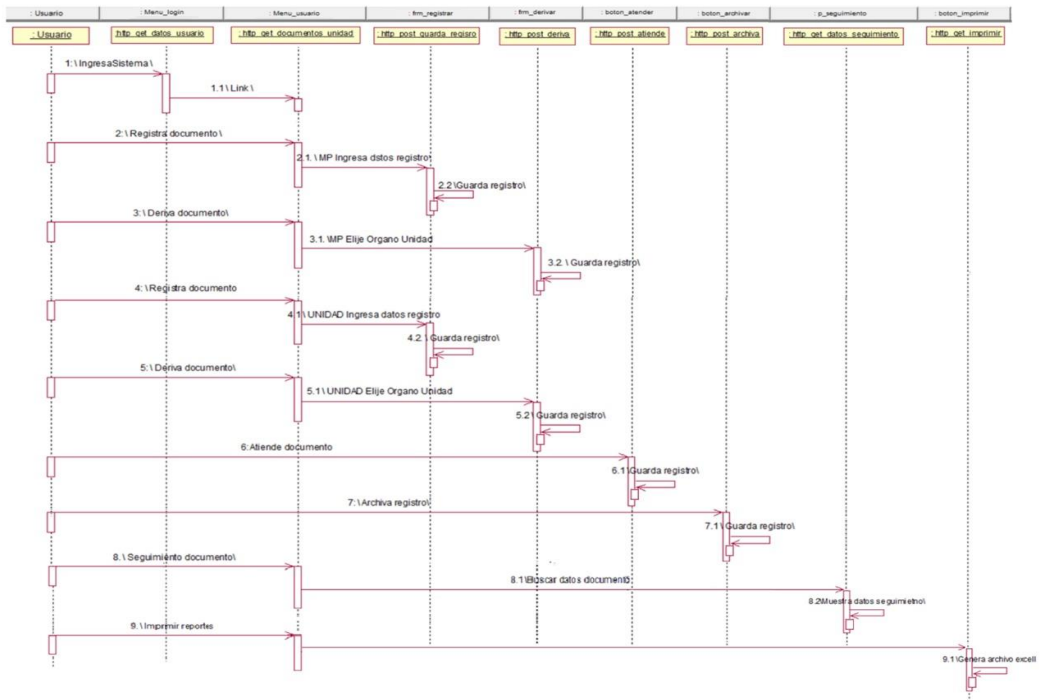 : Usuario
: Menu_login
: Menu_usuario
: frm_registrar
: frm_derivar
: boton_atender
: boton_archivar
: p_seguimiento
: boton_imprimir
: Usuario
:http_get_datos_usuario
: http_get_documentos_unidad
: http_post_guarda_regisro
: http_post_deriva
: http_post_atiende
: http_post_archiva
: http_get_datos_seguimiento
: http_get_imprimir
1: \ IngresaSistema \
1.1 \ Link \
2: \ Registra documento \
2.1. \ MP Ingresa dstos registro\
2.2 \Guarda registro\
3: \ Deriva documento\
3.1. \MP Elije Organo Unidad
3.2. \ Guarda registro\
4: \Registra documento
4.1\ UNIDAD Ingresa datos registro
4.2. \ Guarda registro\
5: \ Deriva documento\
5.1 \ UNIDAD Elije Organo Unidad
5.2\ Guarda registro\
6:Atiende documento
6.1\Guarda registro\
7: \Archiva registro\
7.1 \ Guarda registro\
8. \ Seguimiento documento\
8.1\Buscar datos documento
8.2\Muestra datos seguimietno\
9. \ Imprimir reportes
9.1\Genera archivo excell